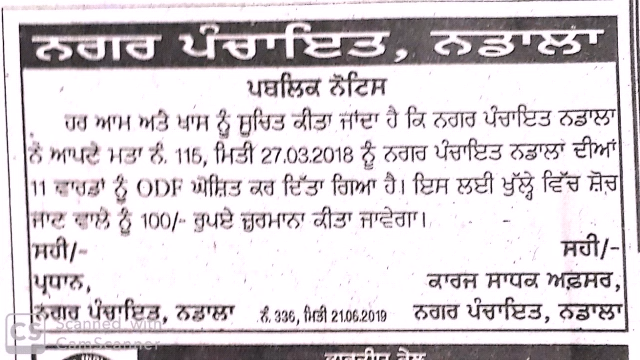 ਨਗਰ ਪੰਚਾਇਤ, ਨਡਾਲਾ
ਪਬਲਿਕ ਨੋਟਿਸ
ਹਰ ਆਮ ਅਤੇ ਖਾਸ ਨੂੰ ਸੂਚਿਤ ਕੀਤਾ ਜਾਂਦਾ ਹੈ ਕਿ ਨਗਰ ਪੰਚਾਇਤ ਨਡਾਲਾ
ਨੇ ਆਪਣੇ ਮਤਾ ਨੰ. 115, ਮਿਤੀ 27.03.2018 ਨੂੰ ਨਗਰ ਪੰਚਾਇਤ ਨਡਾਲਾਂ ਦੀਆਂ
11 ਵਾਰਡਾਂ ਨੂੰ ODF ਘੋਸ਼ਿਤ ਕਰ ਦਿੱਤਾ ਗਿਆ ਹੈ। ਇਸ ਲਈ ਖੁੱਲ੍ਹੇ ਵਿੱਚ ਸ਼ੋਚ
ਜਾਣ ਵਾਲੇ ਨੂੰ 100/- ਰੁਪਏ ਜ਼ੁਰਮਾਨਾ ਕੀਤਾ ਜਾਵੇਗਾ।
ਸਹੀ/- ਸਹੀ/-
ਪ੍ਰਧਾਨ, ਕਾਰਜ ਸਾਧਕ ਅਫ਼ਸਰ,
ਨਗਰ ਪੰਚਾਇਤ, ਨਡਾਲਾ ਨੰ. 336, ਮਿਤੀ 21.06.2019 ਨਗਰ ਪੰਚਾਇਤ, ਨਡਾਲਾ
CS Scanned with
CamScanner